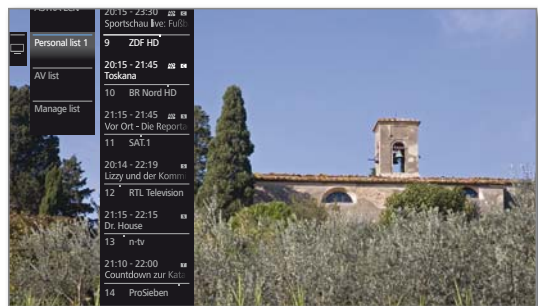 Personal list 1
AV list
Manage list
20:15 - 23:30
Sportschau live: Fußb
9 ZDF HD
20:15 - 21:45
Toskana
10 BR Nord HD
21:15 - 21:45
Vor Ort - Die Reporta
11 SAT.1
20:14 - 22:19
Lizzy und der Komm
12 RTL Television
21:15 - 22:15
Dr. House
13 n-tv
21:10 - 22:00
Countdown zur Kata
14 ProSieben